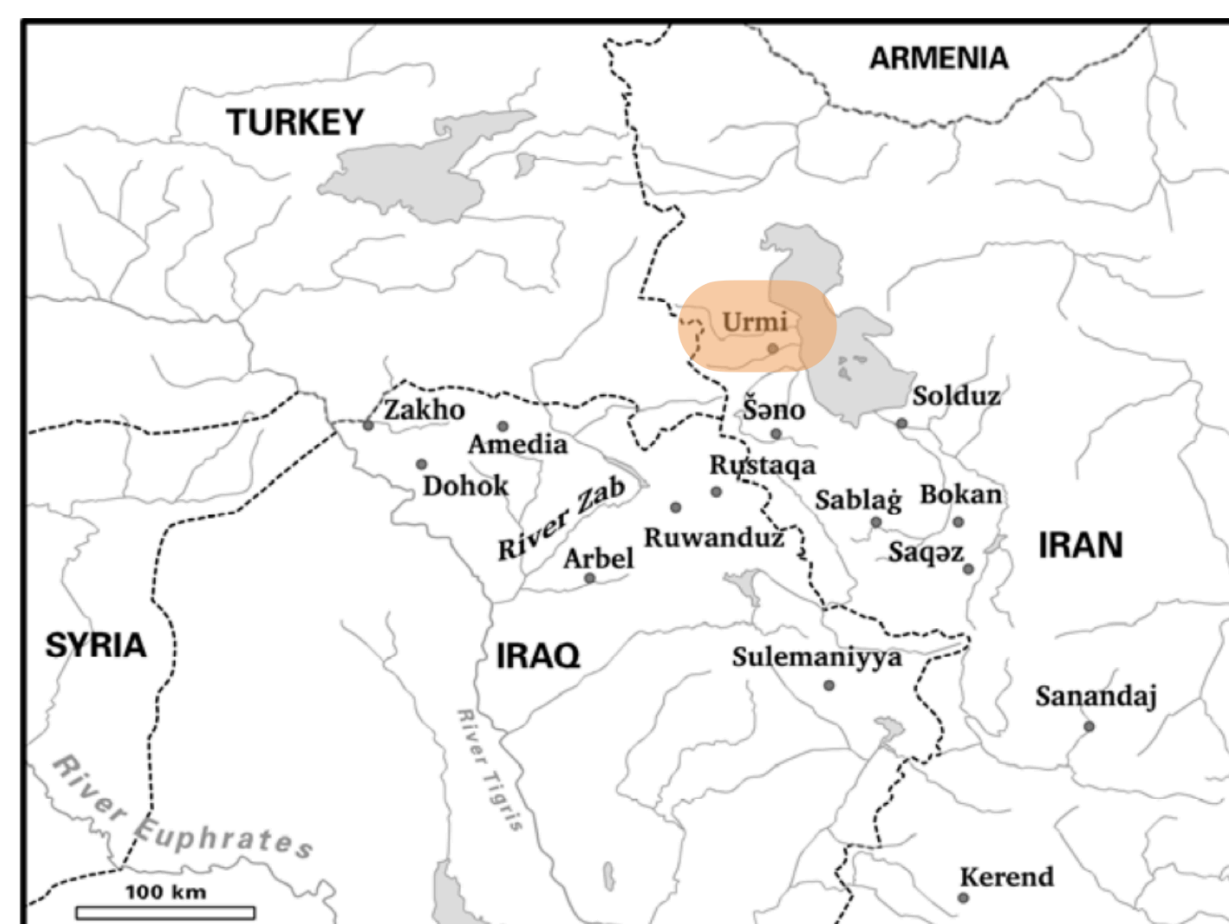 ARMENIA
TURKEY
Urmi
Solduz
Zakho
Šəno
Amedia
Rustaqa
Dohok
Sablaġ
Bokan
River Zab
Ruwanduz
Saqəz
IRAN
Arbel
SYRIA
IRAQ
Sulemaniyya
Sanandaj
River Tigris
River Euphrates
Kerend
100 km